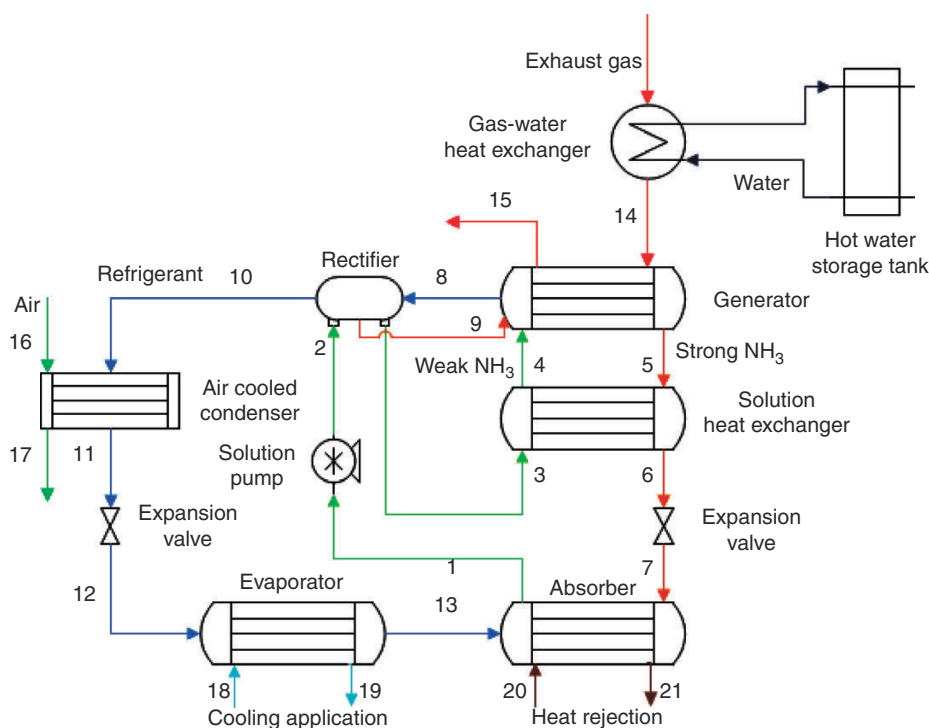 Exhaust gas
Gas-water
heat exchanger
Water
15
14
Hot water
storage tank
Rectifier
Refrigerant
10
8
Generator
Air
16
9
2
Weak NH3
4
5
Strong NH3
Air cooled
condenser
Solution
heat exchanger
17
11
Solution
pump
3
6
Expansion
valve
Expansion
valve
1
7
12
Evaporator
13
Absorber
18
19
20
21
Cooling application
Heat rejection